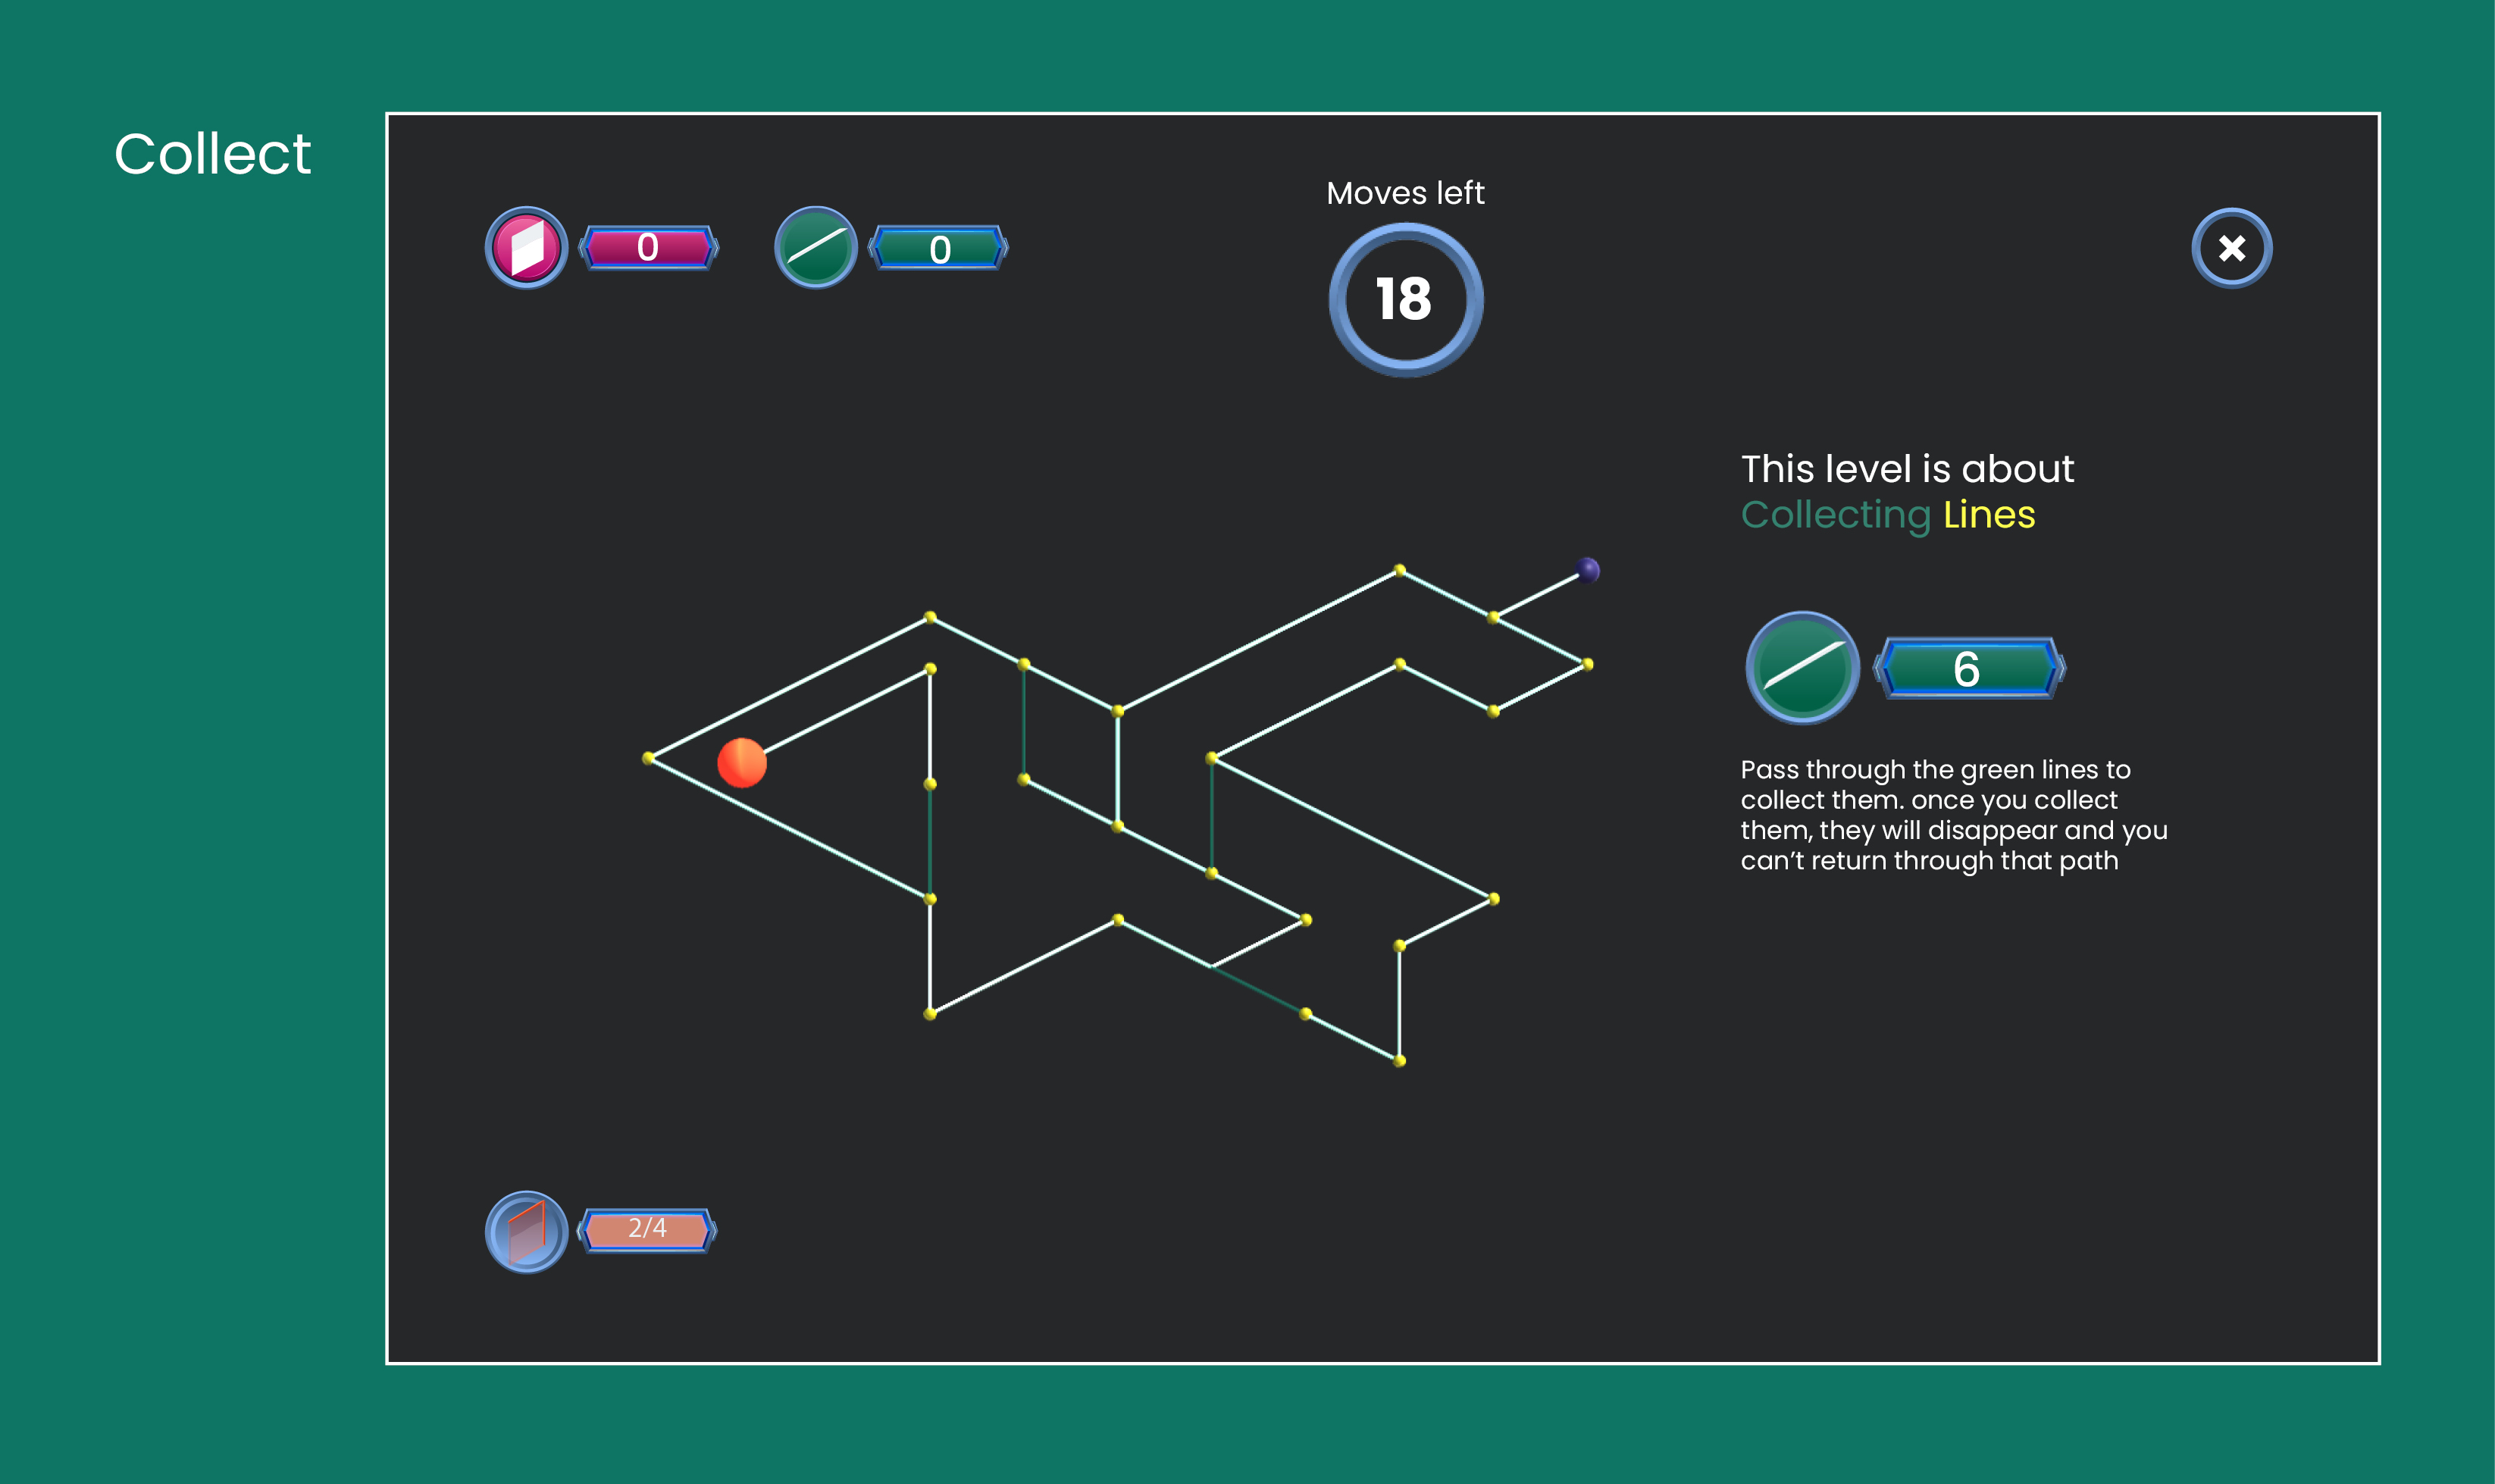 Collect
0
0
Moves left
18
This level is about
Collecting Lines
6
Pass through the green lines to
collect them. once you collect
them, they will disappear and you
can’t return through that path
2/4